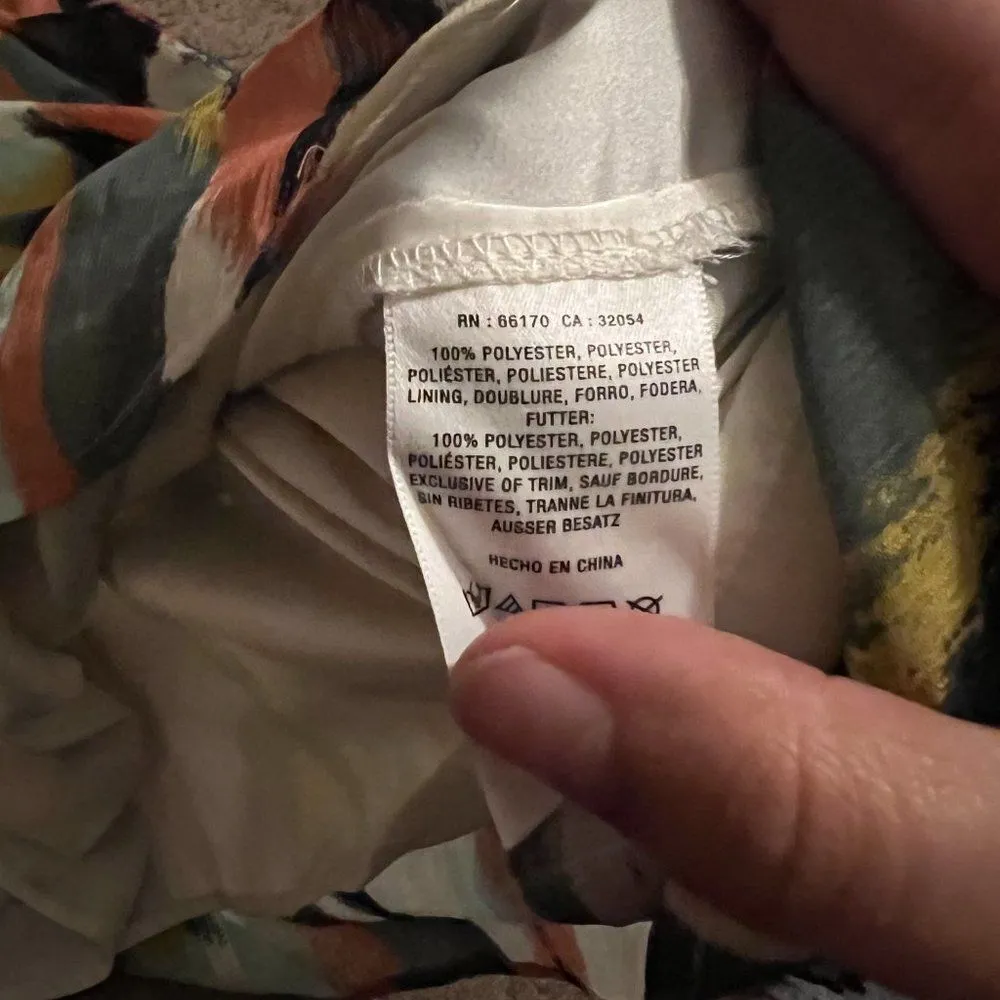 RN : 66170 CA : 32054
100% POLYESTER, POLYESTER,
POLIÉSTER, POLIESTERE, POLYESTER
LINING, DOUBLURE, FORRO, FODERA,
FUTTER:
100% POLYESTER, POLYESTER,
POLIÉSTER, POLIESTERE, POLYESTER
EXCLUSIVE OF TRIM, SAUF BORDURE,
SIN RIBETES, TRANNE LA FINITURA,
AUSSER BESATZ
HECHO EN CHINA